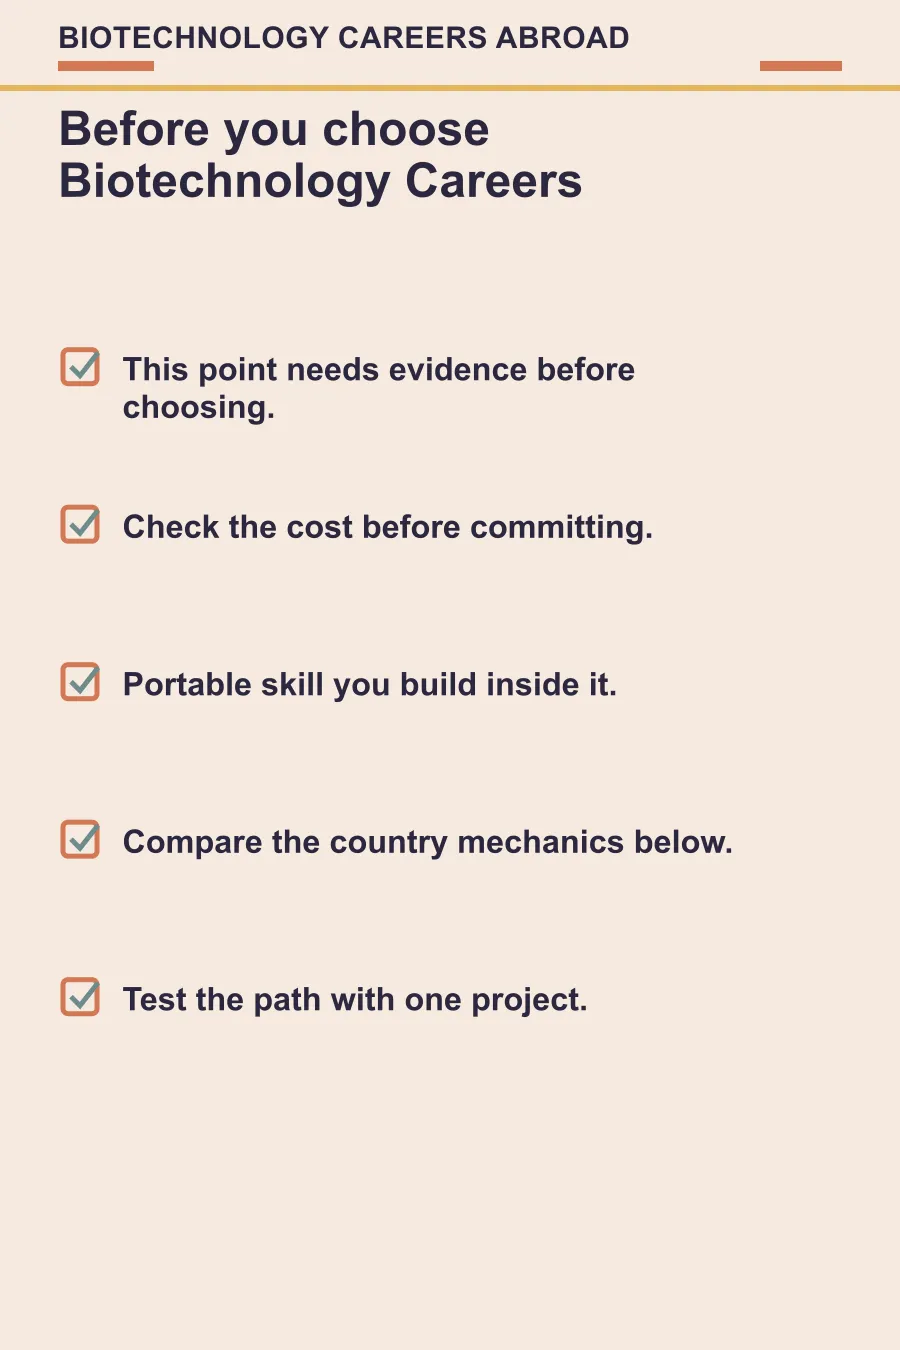 BIOTECHNOLOGY CAREERS ABROAD
Before you choose
Biotechnology Careers
This point needs evidence before
choosing.
Check the cost before committing.
Portable skill you build inside it.
Compare the country mechanics below.
Test the path with one project.